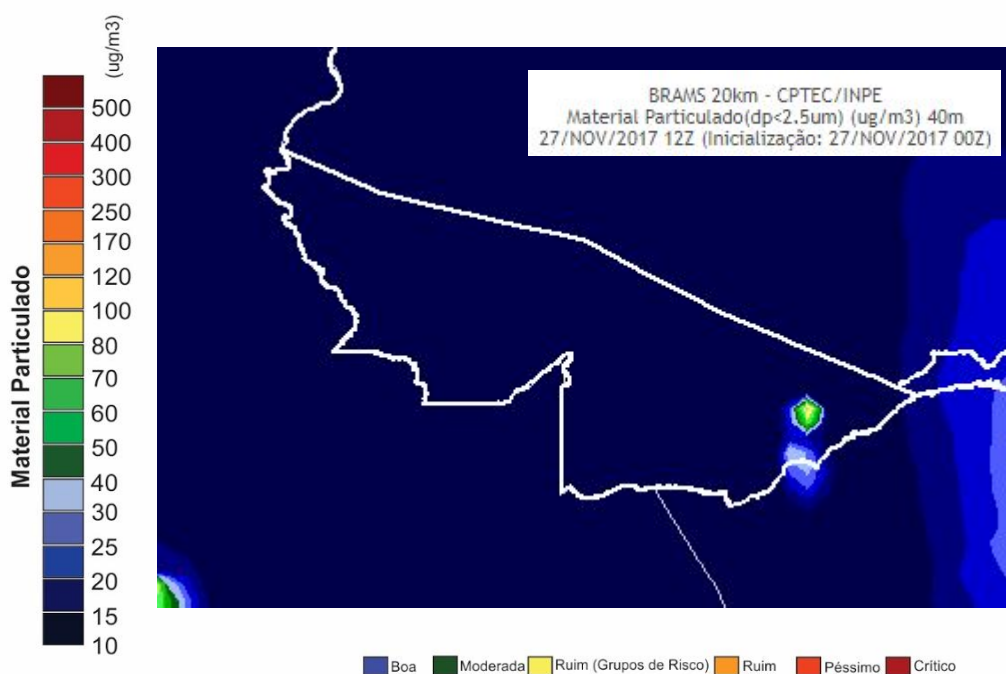 (ug/m3)
BRAMS 20km - CPTEC/INPE
Material Particulado(dp<2.5um) (ug/m3) 40m
27/NOV/2017 12Z (Inicialização: 27/NOV/2017 00Z)
Material Particulado
500
400
300
250
170
120
100
80
70
60
50
40
30
25
20
15
10
Boa Moderada Ruim (Grupos de Risco) Ruim Péssimo Crítico